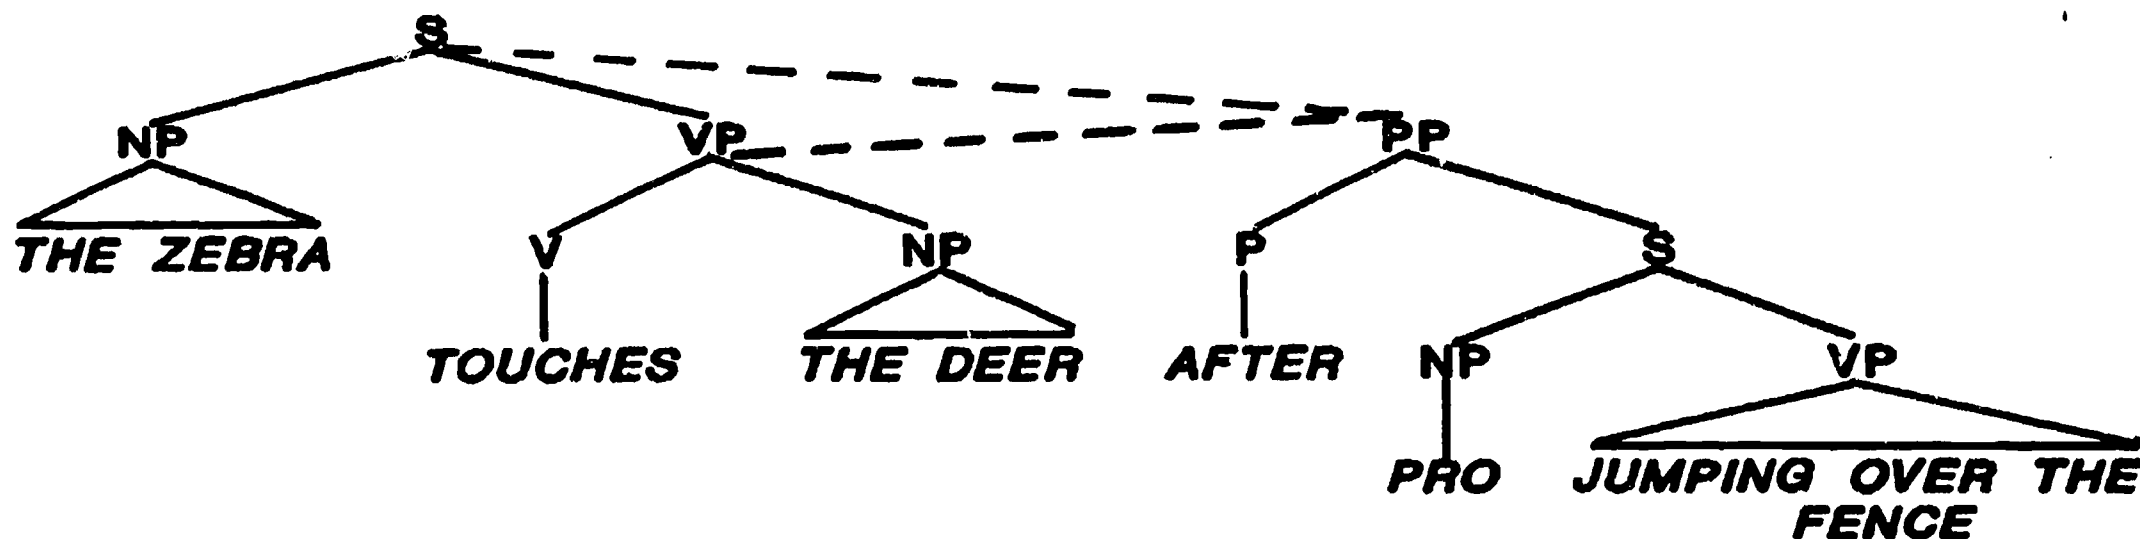 S
NP VP PP
THE ZEBRA V NP P S
TOUCHES THE DEER AFTER NP VP
PRO JUMPING OVER THE
FENCE